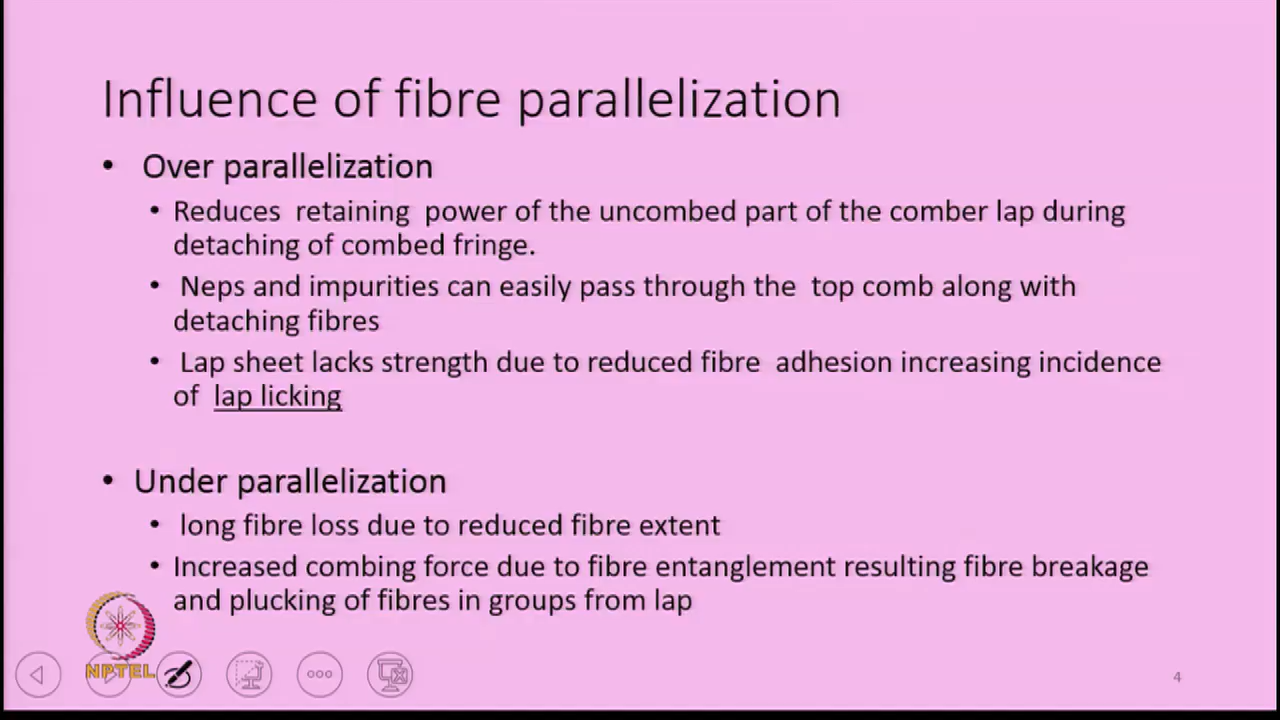 Influence of fibre parallelization
• Over parallelization
• Reduces retaining power of the uncombed part of the comber lap during
detaching of combed fringe.
• Neps and impurities can easily pass through the top comb along with
detaching fibres
• Lap sheet lacks strength due to reduced fibre adhesion increasing incidence
of lap licking
• Under parallelization
• long fibre loss due to reduced fibre extent
• Increased combing force due to fibre entanglement resulting fibre breakage
and plucking of fibres in groups from lap
NPTEL
4